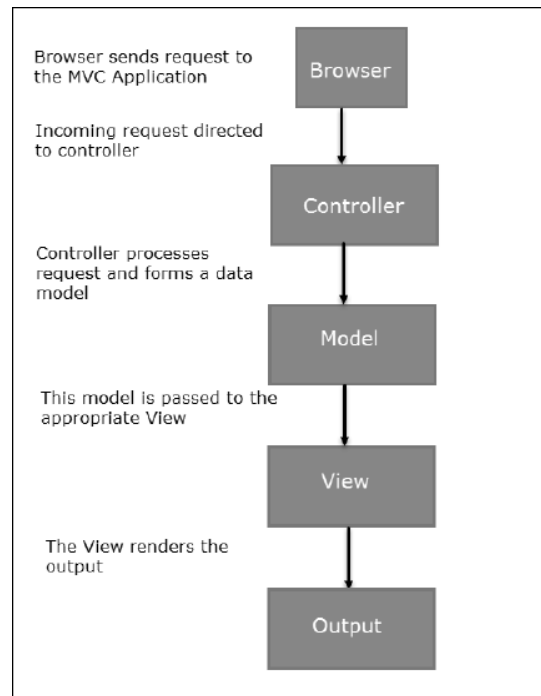 Browser sends request to
the MVC Application
Browser
Incoming request directed
to controller
Controller
Controller processes
request and forms a data
model
Model
This model is passed to the
appropriate View
View
The View renders the
output
Output